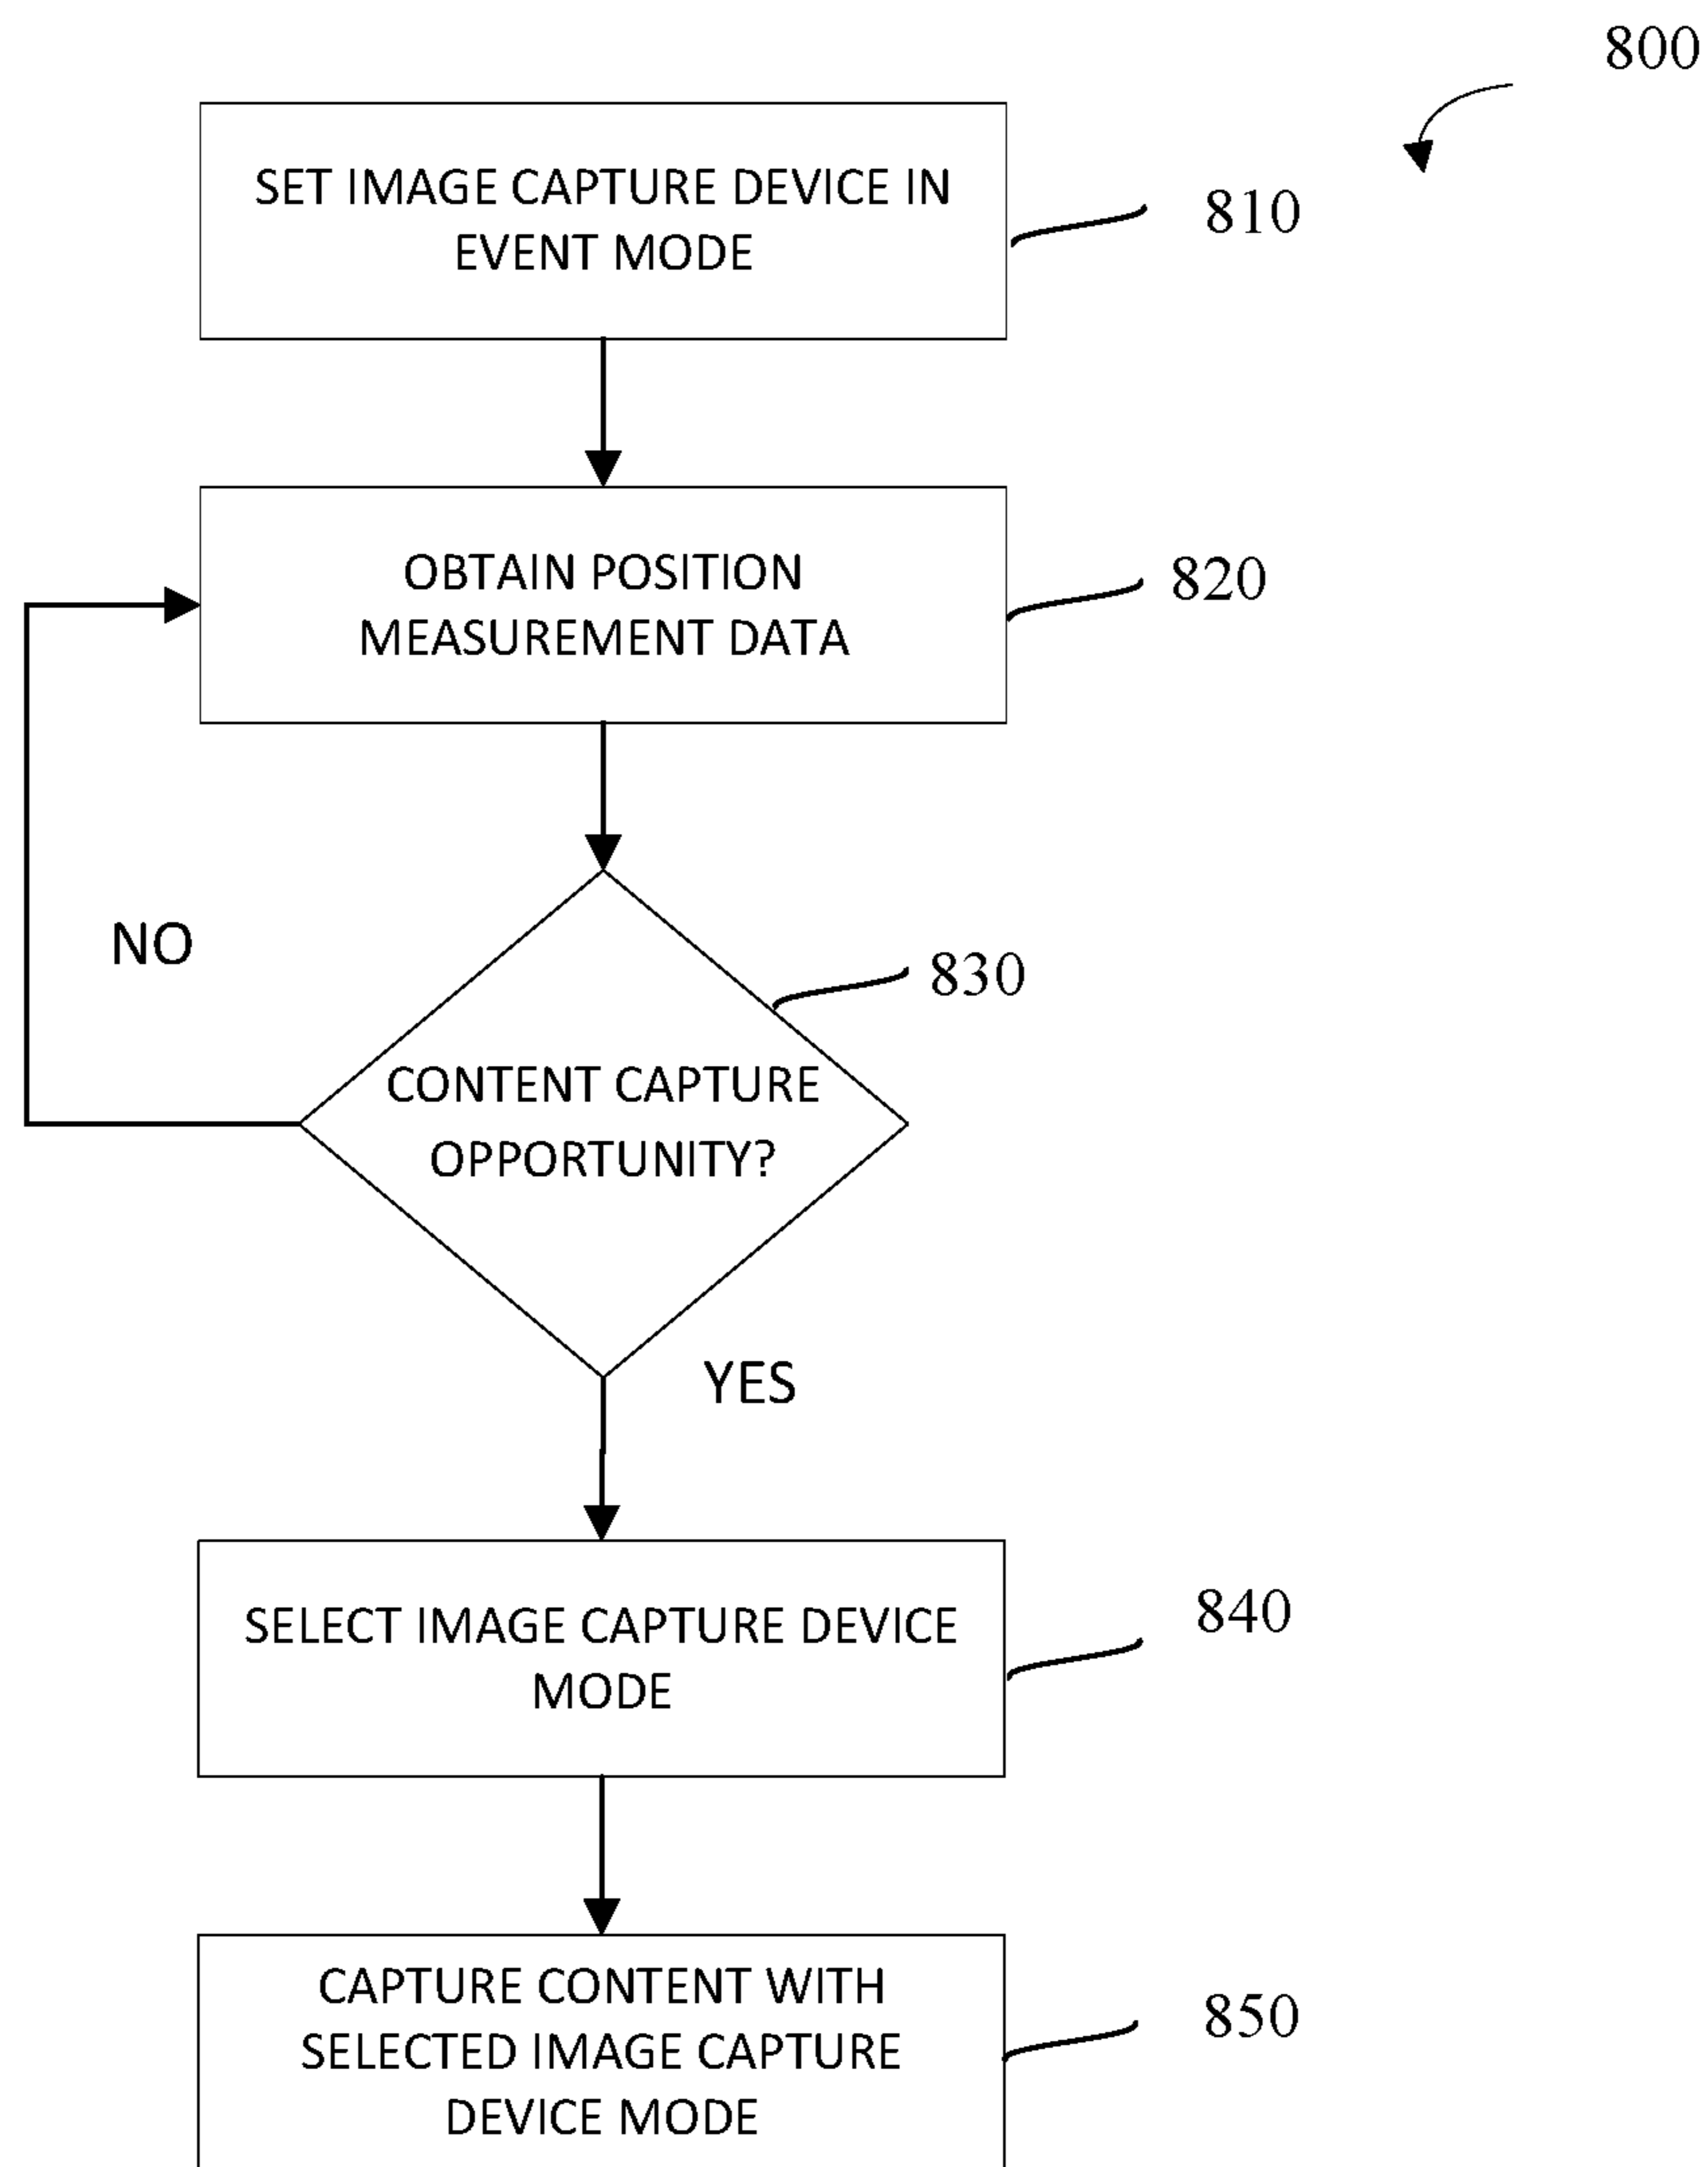 800
SET IMAGE CAPTURE DEVICE IN
EVENT MODE
810
OBTAIN POSITION
MEASUREMENT DATA
820
NO
830
CONTENT CAPTURE
OPPORTUNITY?
YES
SELECT IMAGE CAPTURE DEVICE
MODE
840
CAPTURE CONTENT WITH
SELECTED IMAGE CAPTURE
DEVICE MODE
850